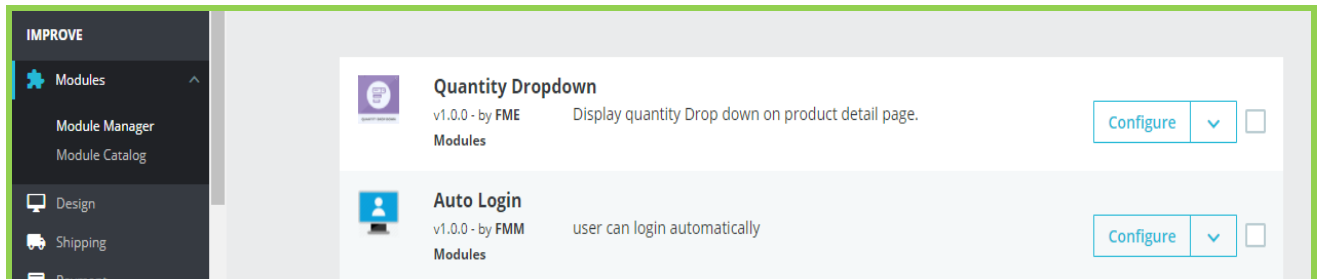 IMPROVE
Modules
Module Manager
Module Catalog
Design
Shipping
Payment
Quantity Dropdown
v1.0.0 - by FME Display quantity Drop down on product detail page.
Modules
Configure
Auto Login
v1.0.0 - by FMM user can login automatically
Modules
Configure